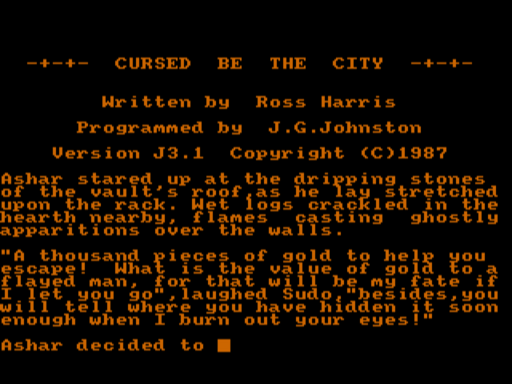 -+-+-  CURSED  BE  THE  CITY  -+-+-
Written by  Ross Harris
Programmed by  J.G.Johnston
Version J3.1  Copyright (C)1987
Ashar stared up at the dripping stones
of the vault's roof,as he lay stretched
upon the rack. Wet logs crackled in the
hearth nearby, flames  casting  ghostly
apparitions over the walls.
"A thousand pieces of gold to help you
escape!  What is the value of gold to a
flayed man, for that will be my fate if
I let you go",laughed Sudo,"besides,you
will tell where you have hidden it soon
enough when I burn out your eyes!"
Ashar decided to